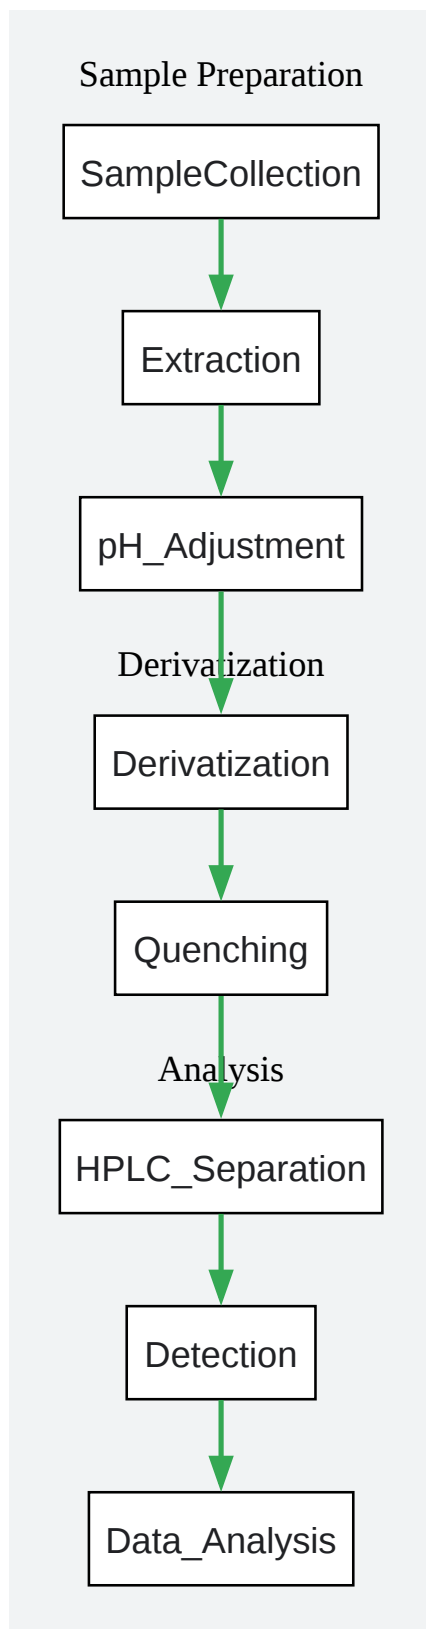 Sample Preparation
SampleCollection
Extraction
pH_Adjustment
Derivatization
Derivatization
Quenching
Analysis
HPLC_Separation
Detection
Data_Analysis